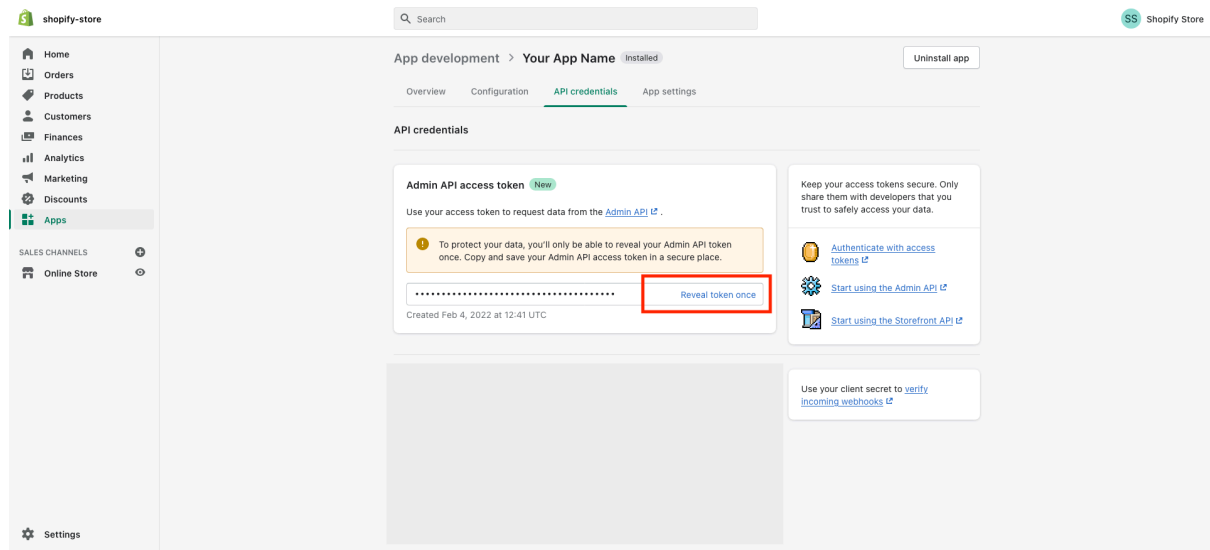 shopify-store
Search
SS Shopify Store
Home
Orders
Products
Customers
Finances
Analytics
Marketing
Discounts
Apps
SALES CHANNELS
Online Store
Settings
App development > Your App Name Installed
Uninstall app
Overview Configuration API credentials App settings
API credentials
Admin API access token New
Use your access token to request data from the Admin API .
To protect your data, you'll only be able to reveal your Admin API token
once. Copy and save your Admin API access token in a secure place.
•••••••••••••••••••••••••••••••••••••• Reveal token once
Created Feb 4, 2022 at 12:41 UTC
Keep your access tokens secure. Only
share them with developers that you
trust to safely access your data.
Authenticate with access
tokens
Start using the Admin API
Start using the Storefront API
Use your client secret to verify
incoming webhooks